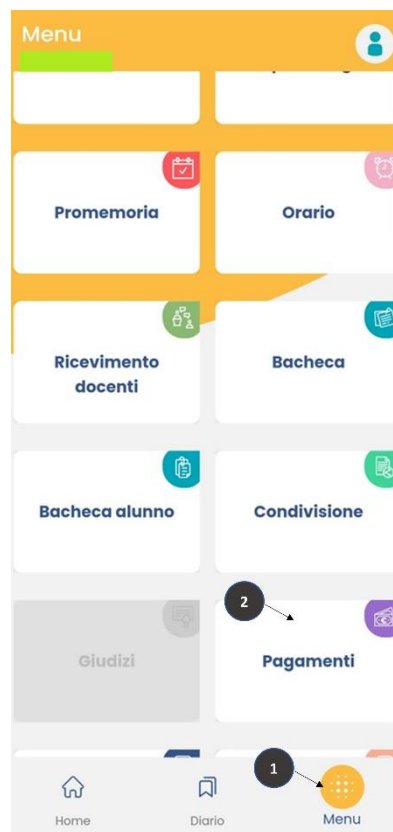 Menu
Promemoria
Orario
Ricevimento
docenti
Bacheca
Bacheca alunno
Condivisione
Giudizi
2
Pagamenti
1
Home
Diario
Menu